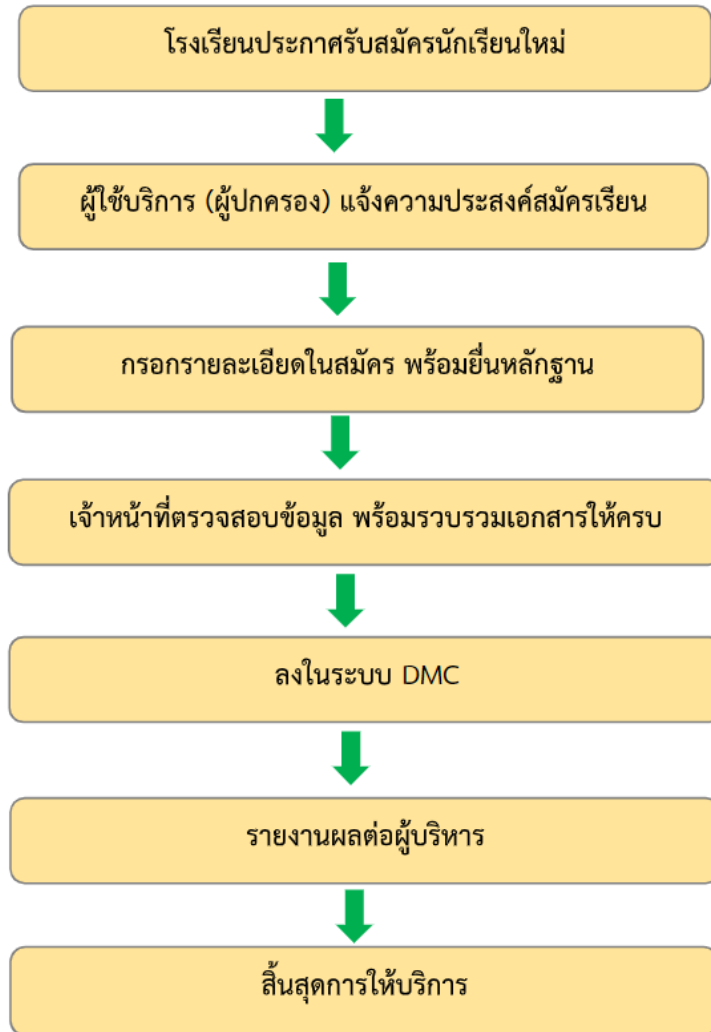 โรงเรียนประกาศรับสมัครนักเรียนใหม่
ผู้ใช้บริการ (ผู้ปกครอง) แจ้งความประสงค์สมัครเรียน
กรอกรายละเอียดในสมัคร พร้อมยื่นหลักฐาน
เจ้าหน้าที่ตรวจสอบข้อมูล พร้อมรวบรวมเอกสารให้ครบ
ลงในระบบ DMC
รายงานผลต่อผู้บริหาร
สิ้นสุดการให้บริการ